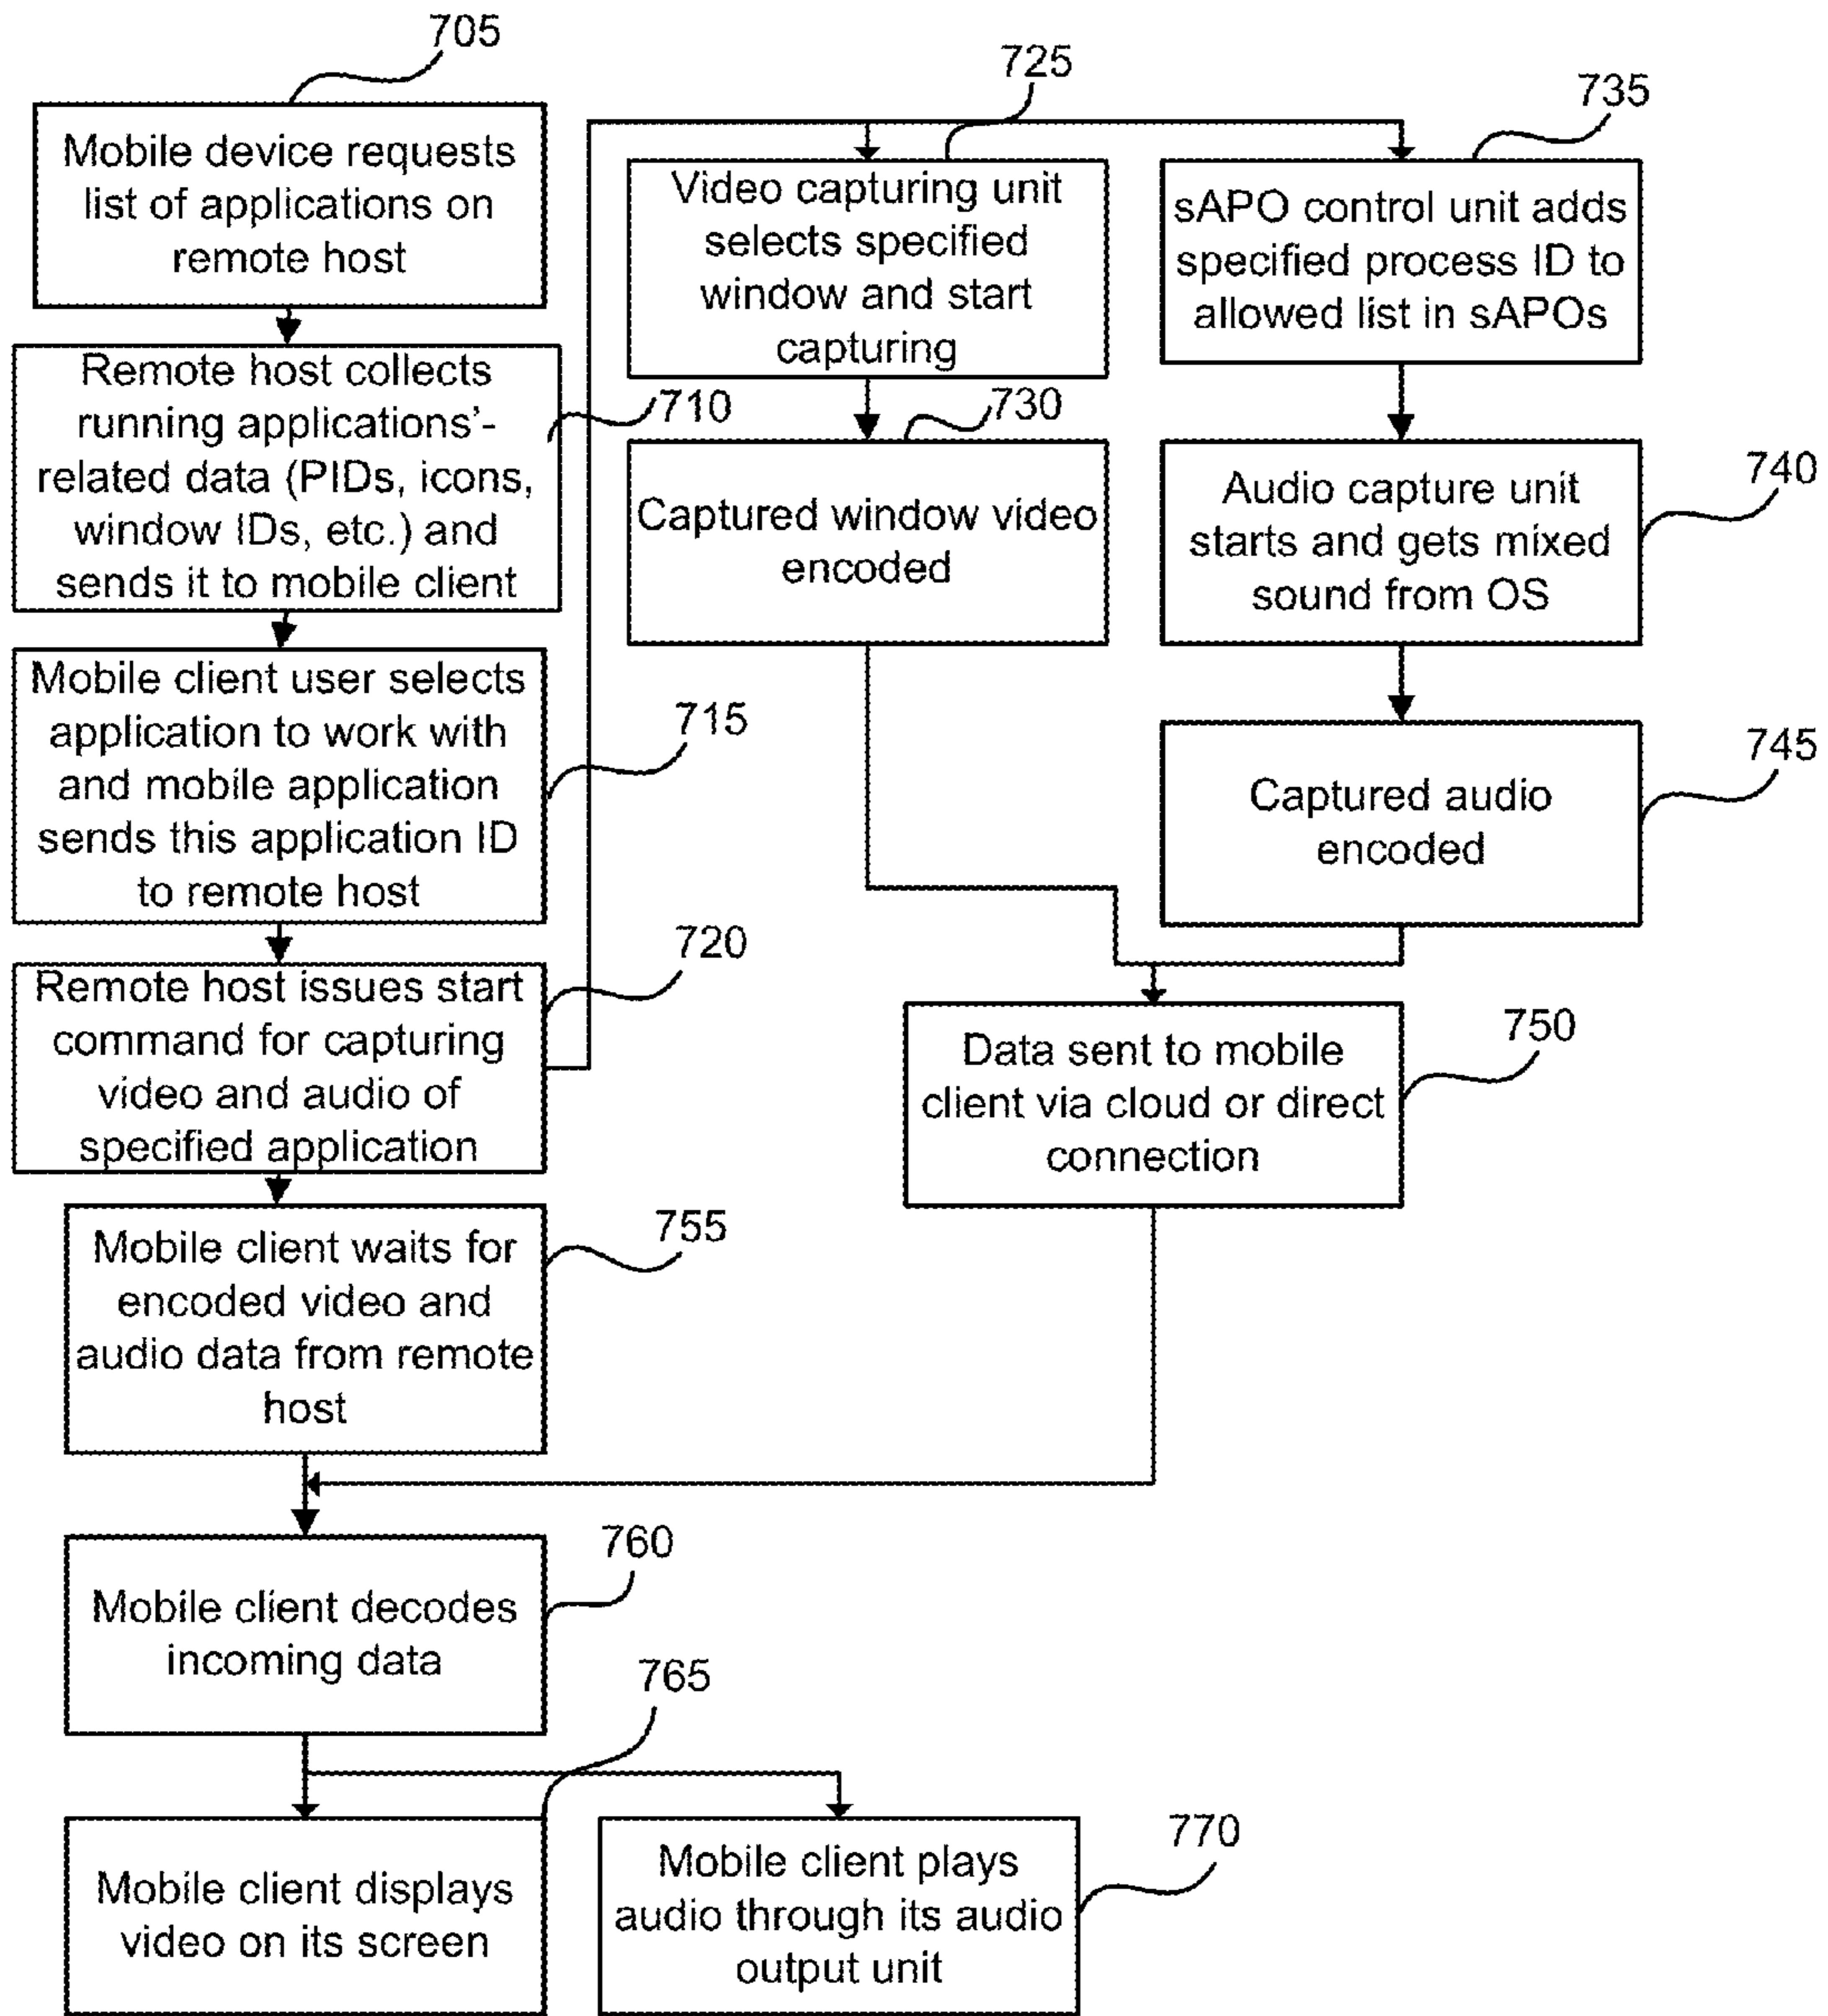 705
Mobile device requests
list of applications on
remote host
Remote host collects
running applications'-
related data (PIDs, icons,
window IDs, etc.) and
sends it to mobile client
710
Mobile client user selects
application to work with
and mobile application
sends this application ID
to remote host
715
Remote host issues start
command for capturing
video and audio of
specified application
720
725
Video capturing unit
selects specified
window and start
capturing
730
Captured window video
encoded
735
sAPO control unit adds
specified process ID to
allowed list in sAPOs
Audio capture unit
starts and gets mixed
sound from OS
740
Captured audio
encoded
745
Data sent to mobile
client via cloud or direct
connection
750
Mobile client waits for
encoded video and
audio data from remote
host
755
Mobile client decodes
incoming data
760
765
Mobile client displays
video on its screen
Mobile client plays
audio through its audio
output unit
770